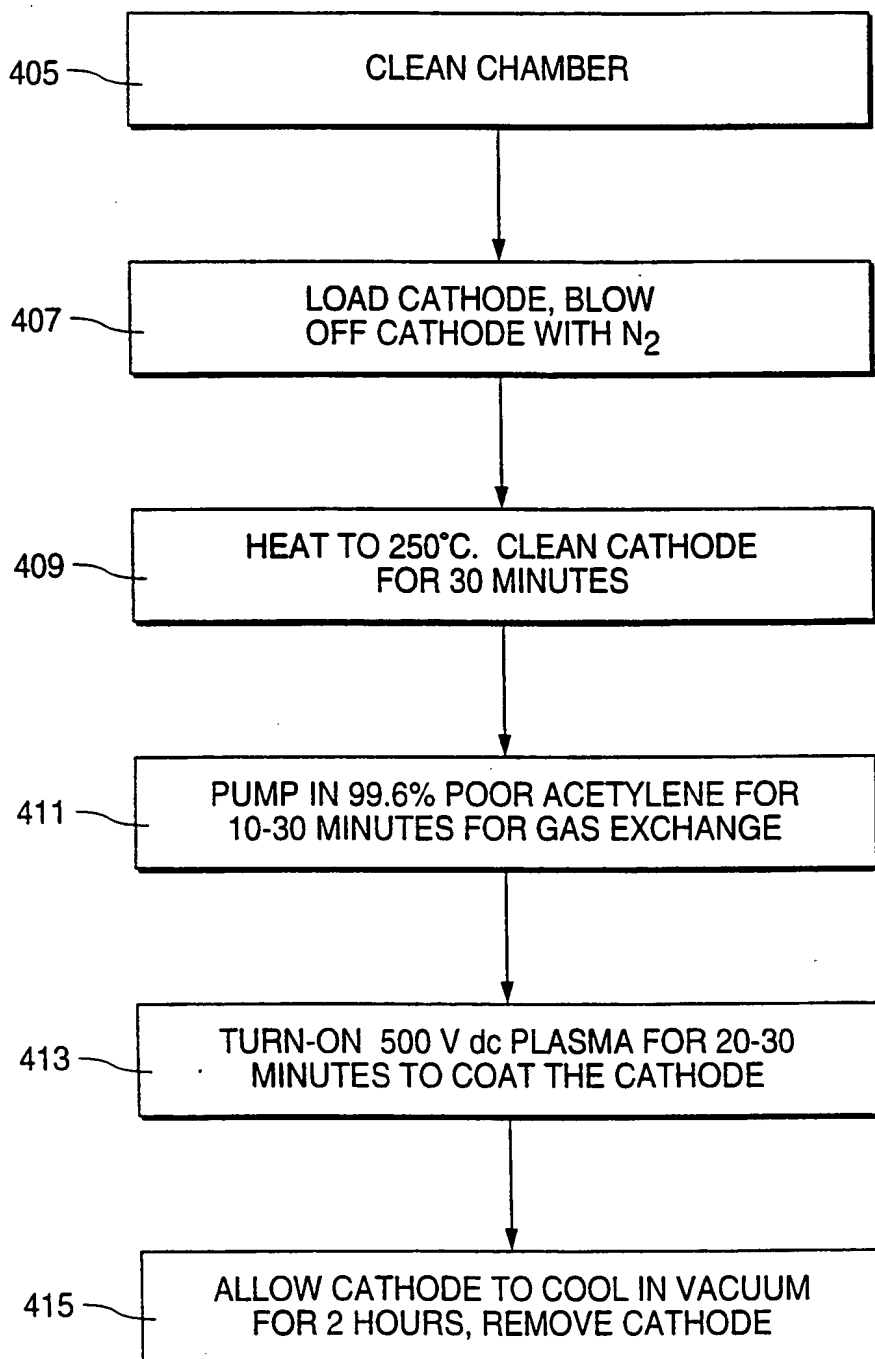 405
CLEAN CHAMBER
407
LOAD CATHODE, BLOW
OFF CATHODE WITH N2
409
HEAT TO 250°C. CLEAN CATHODE
FOR 30 MINUTES
411
PUMP IN 99.6% POOR ACETYLENE FOR
10-30 MINUTES FOR GAS EXCHANGE
413
TURN-ON 500 V dc PLASMA FOR 20-30
MINUTES TO COAT THE CATHODE
415
ALLOW CATHODE TO COOL IN VACUUM
FOR 2 HOURS, REMOVE CATHODE